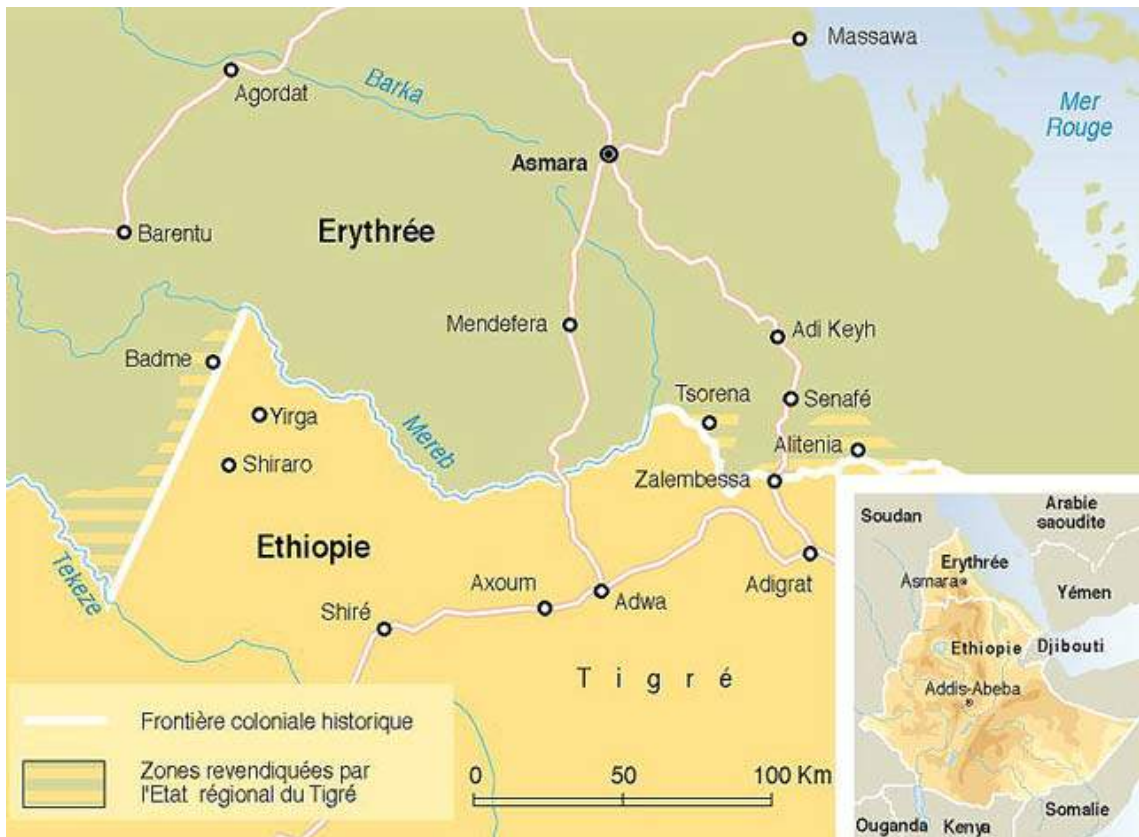 Massawa
Agordat
Barka
Mer
Rouge
Asmara
Barentu
Erythrée
Mendefera
Adi Keyh
Badme
Tsorena
Senafé
Yirga
Mereb
Alitenia
Shiraro
Zalembessa
Ethiopie
Tekeze
Axoum
Adwa
Adigrat
Shiré
Tigré
Frontière coloniale historique
Zones revendiquées par
l'Etat régional du Tigré
0 50 100 Km
Soudan
Arabie
saoudite
Erythrée
Asmara
Yémen
Ethiopie
Djibouti
Addis-Abeba
Somalie
Ouganda
Kenya